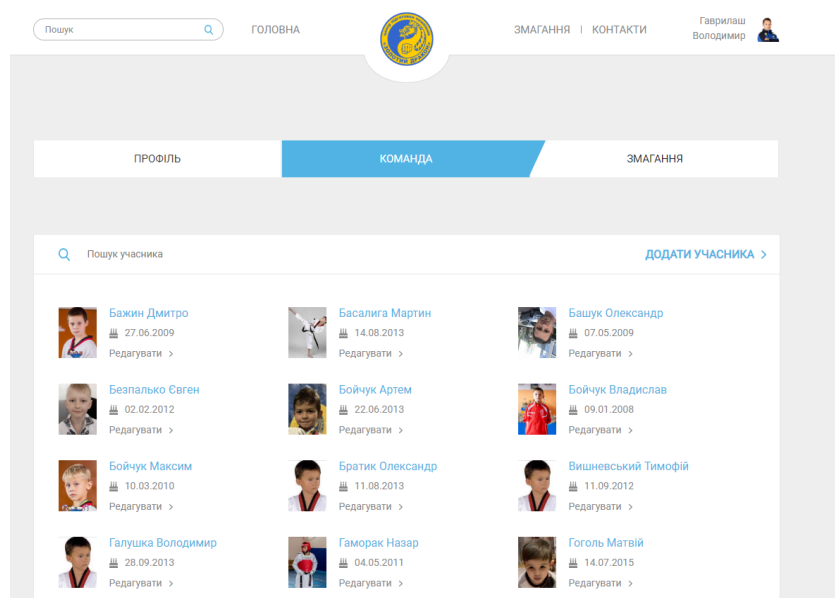 Пошук
ГОЛОВНА
ЗМАГАННЯ | КОНТАКТИ
Гаврилаш
Володимир
ЗОЛОТИЙ ДРАКОН
ПРОФІЛЬ
КОМАНДА
ЗМАГАННЯ
Пошук учасника
ДОДАТИ УЧАСНИКА >
Бажин Дмитро
27.06.2009
Редагувати >
Басалига Мартин
14.08.2013
Редагувати >
Башук Олександр
07.05.2009
Редагувати >
Безпалько Євген
02.02.2012
Редагувати >
Бойчук Артем
22.06.2013
Редагувати >
Бойчук Владислав
09.01.2008
Редагувати >
Бойчук Максим
10.03.2010
Редагувати >
Братик Олександр
11.08.2013
Редагувати >
Вишневський Тимофій
11.09.2012
Редагувати >
Галушка Володимир
28.09.2013
Редагувати >
Гаморак Назар
04.05.2011
Редагувати >
Гоголь Матвій
14.07.2015
Редагувати >